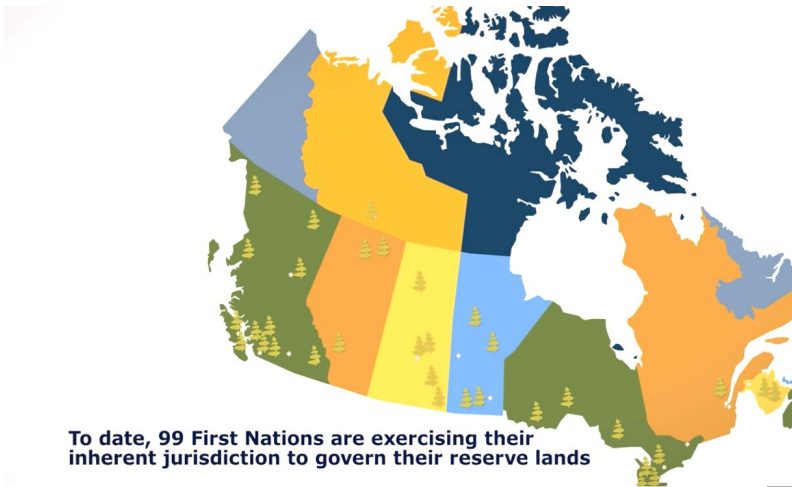 To date, 99 First Nations are exercising their
inherent jurisdiction to govern their reserve lands